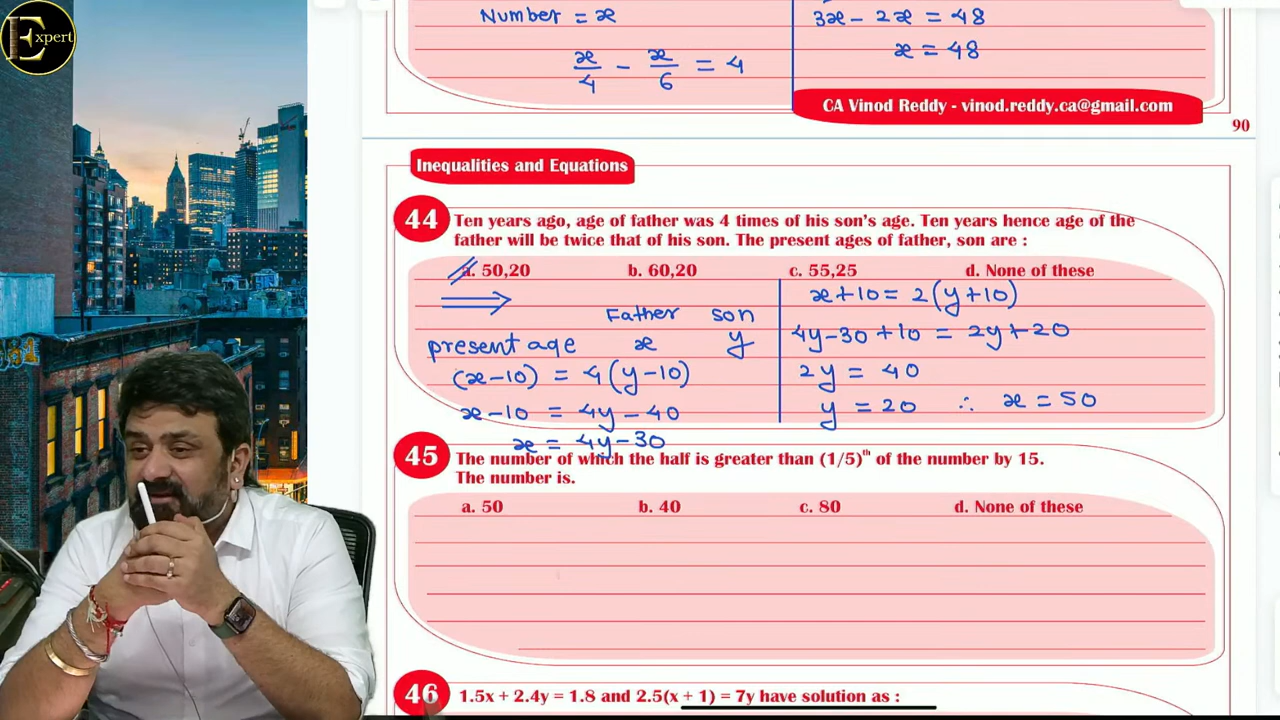 Expert
Number = x
x/4 - x/6 = 4
3x - 2x = 48
x = 48
CA Vinod Reddy - vinod.reddy.ca@gmail.com
90
Inequalities and Equations
44 Ten years ago, age of father was 4 times of his son's age. Ten years hence age of the
father will be twice that of his son. The present ages of father, son are :
a. 50,20 b. 60,20 c. 55,25 d. None of these
Father son
present age x y
(x-10) = 4(y-10)
x-10 = 4y-40
x = 4y-30
x+10 = 2(y+10)
4y-30+10 = 2y+20
2y = 40
y = 20 ∴ x = 50
45 The number of which the half is greater than (1/5)th of the number by 15.
The number is.
a. 50 b. 40 c. 80 d. None of these
46 1.5x + 2.4y = 1.8 and 2.5(x + 1) = 7y have solution as :